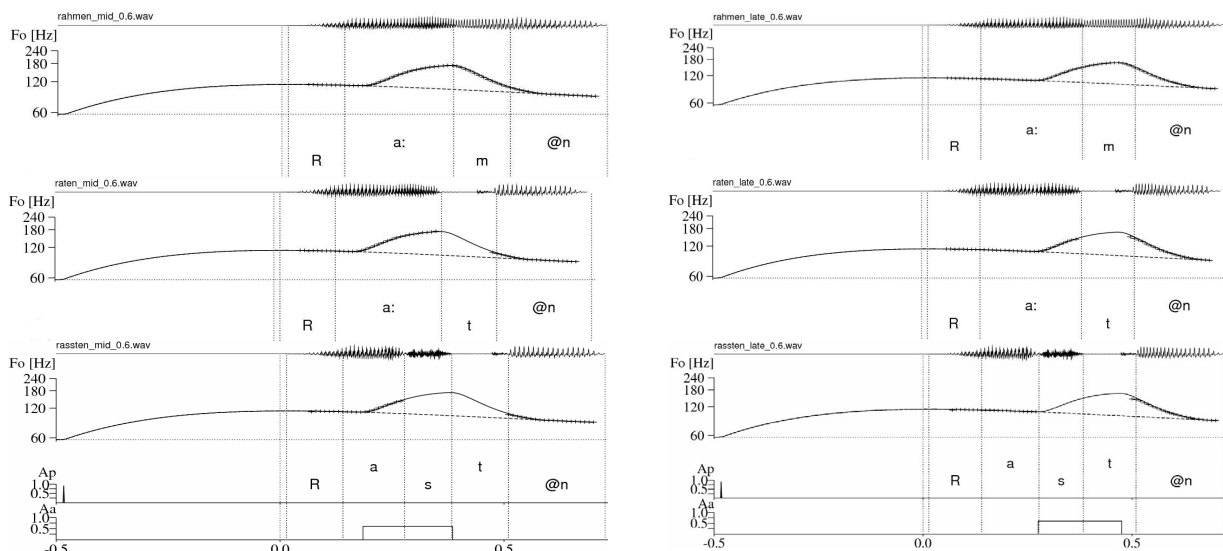 rahmen_mid_0.6.wav
Fo [Hz]
240
180
120
60
a:
@n
R
m
raten_mid_0.6.wav
Fo [Hz]
240
180
120
60
a:
@n
R
t
rassten_mid_0.6.wav
Fo [Hz]
240
180
120
60
a
t
R
s
@n
Ap
1.0
0.5
Aa
1.0
0.5
-0.5
0.0
0.5
rahmen_late_0.6.wav
Fo [Hz]
240
180
120
60
a:
@n
R
m
raten_late_0.6.wav
Fo [Hz]
240
180
120
60
a:
@n
R
t
rassten_late_0.6.wav
Fo [Hz]
240
180
120
60
a
t
R
s
@n
Ap
1.0
0.5
Aa
1.0
0.5
-0.5
0.0
0.5